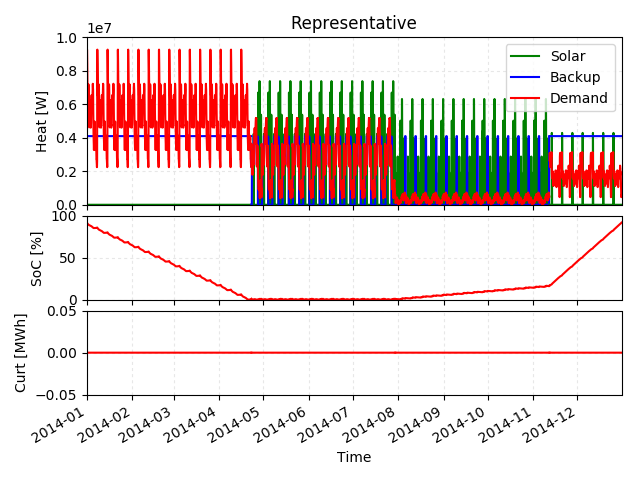 Representative
1e7
1.0
0.8
0.6
0.4
0.2
0.0
Heat [W]
Solar
Backup
Demand
100
50
0
SoC [%]
0.05
0.00
−0.05
Curt [MWh]
2014-01
2014-02
2014-03
2014-04
2014-05
2014-06
2014-07
2014-08
2014-09
2014-10
2014-11
2014-12
Time